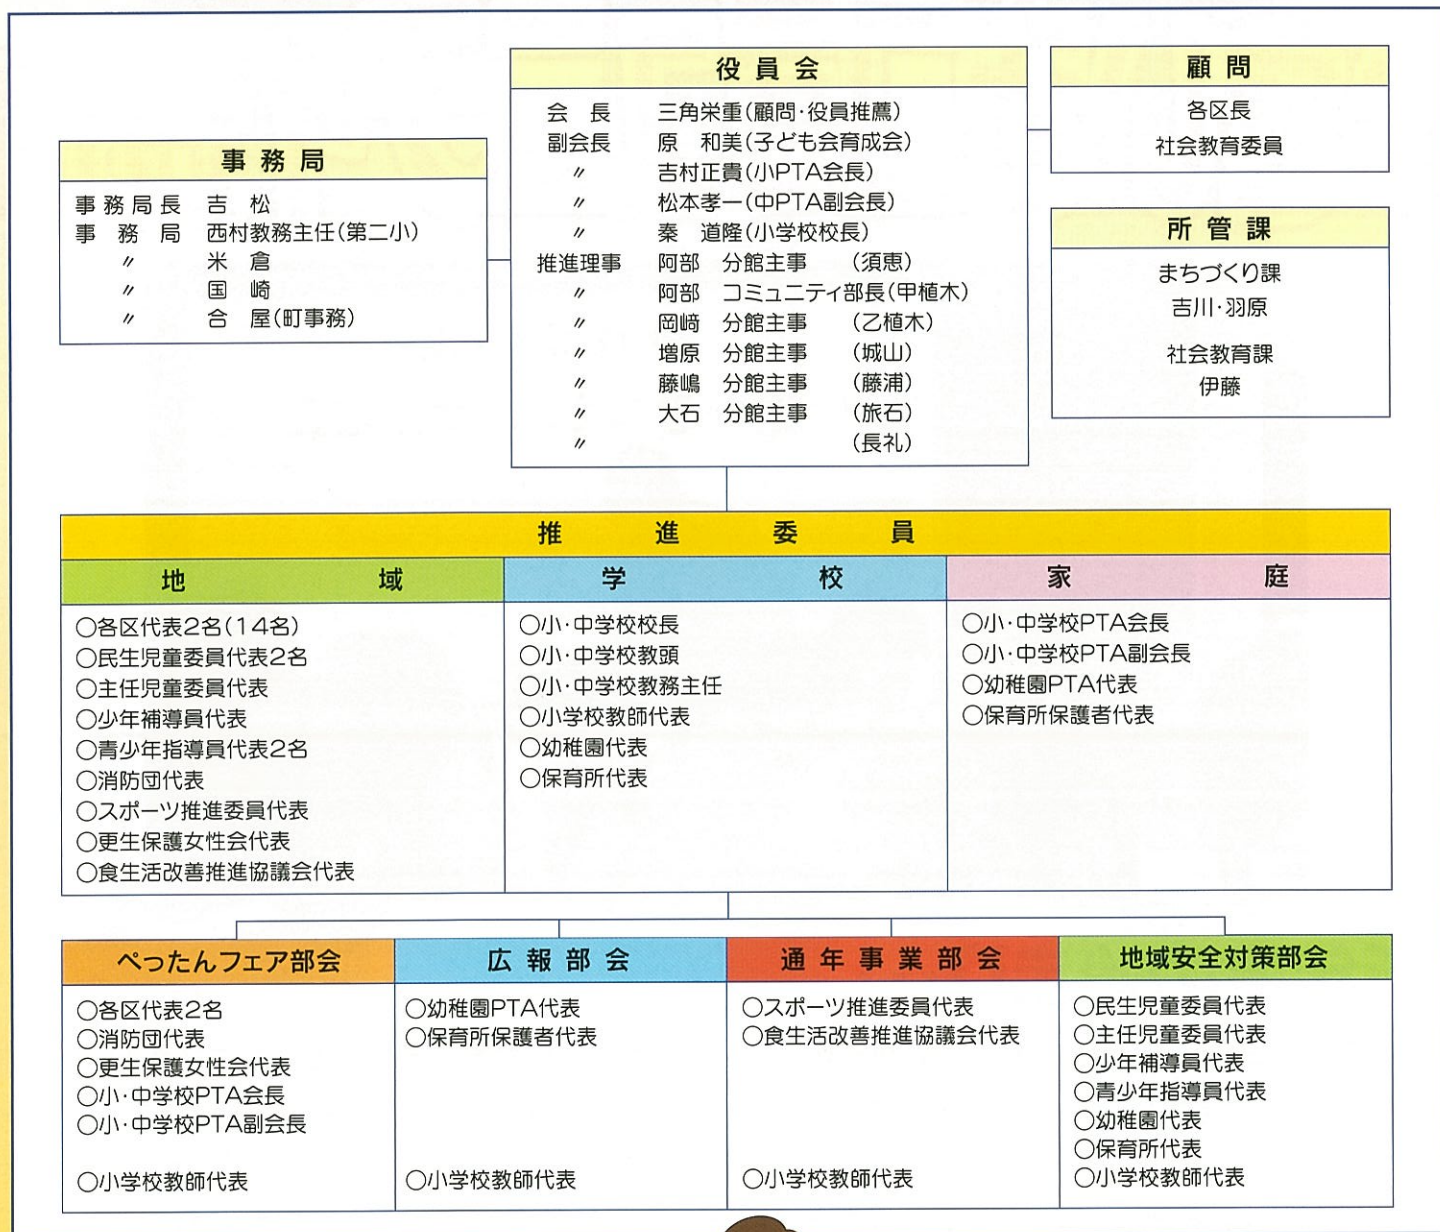 役員会
会　長　三角栄重(顧問・役員推薦)
副会長　原　和美(子ども会育成会)
〃　吉村正貴(小PTA会長)
〃　松本孝一(中PTA副会長)
〃　秦　道隆(小学校校長)
推進理事　阿部　分館主事　(須恵)
〃　阿部　コミュニティ部長(甲植木)
〃　岡﨑　分館主事　(乙植木)
〃　増原　分館主事　(城山)
〃　藤嶋　分館主事　(藤浦)
〃　大石　分館主事　(旅石)
〃　(長礼)
顧問
各区長
社会教育委員
事務局
事務局長　吉　松
事務局　西村教務主任(第二小)
〃　米　倉
〃　国　崎
〃　合　屋(町事務)
所管課
まちづくり課
吉川・羽原
社会教育課
伊藤
推進委員
地域
○各区代表2名(14名)
○民生児童委員代表2名
○主任児童委員代表
○少年補導員代表
○青少年指導員代表2名
○消防団代表
○スポーツ推進委員代表
○更生保護女性会代表
○食生活改善推進協議会代表
学校
○小・中学校校長
○小・中学校教頭
○小・中学校教務主任
○小学校教師代表
○幼稚園代表
○保育所代表
家庭
○小・中学校PTA会長
○小・中学校PTA副会長
○幼稚園PTA代表
○保育所保護者代表
ぺったんフェア部会
○各区代表2名
○消防団代表
○更生保護女性会代表
○小・中学校PTA会長
○小・中学校PTA副会長
○小学校教師代表
広報部会
○幼稚園PTA代表
○保育所保護者代表
○小学校教師代表
通年事業部会
○スポーツ推進委員代表
○食生活改善推進協議会代表
○小学校教師代表
地域安全対策部会
○民生児童委員代表
○主任児童委員代表
○少年補導員代表
○青少年指導員代表
○幼稚園代表
○保育所代表
○小学校教師代表